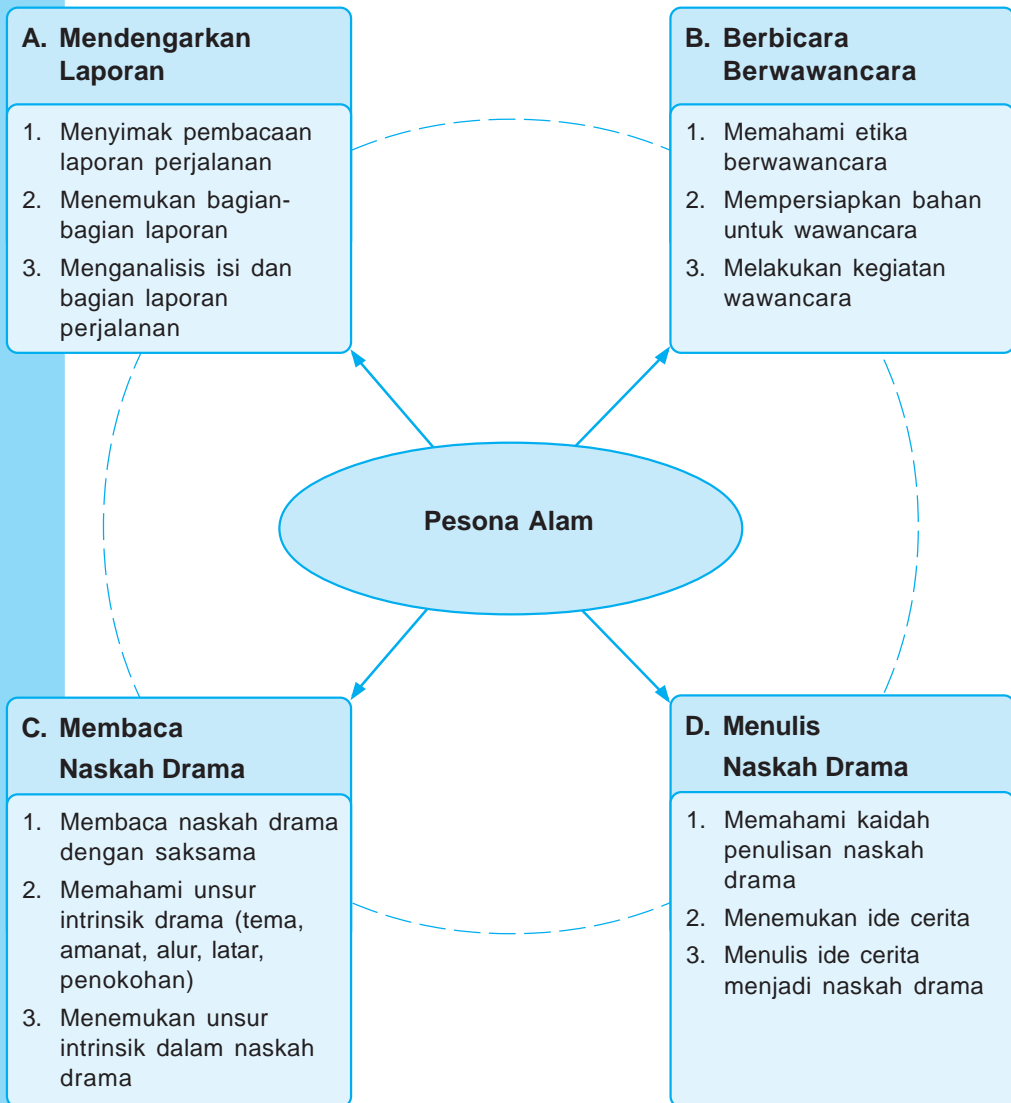 A. Mendengarkan
Laporan
1. Menyimak pembacaan
laporan perjalanan
2. Menemukan bagian-
bagian laporan
3. Menganalisis isi dan
bagian laporan
perjalanan
B. Berbicara
Berwawancara
1. Memahami etika
berwawancara
2. Mempersiapkan bahan
untuk wawancara
3. Melakukan kegiatan
wawancara
Pesona Alam
C. Membaca
Naskah Drama
1. Membaca naskah drama
dengan saksama
2. Memahami unsur
intrinsik drama (tema,
amanat, alur, latar,
penokohan)
3. Menemukan unsur
intrinsik dalam naskah
drama
D. Menulis
Naskah Drama
1. Memahami kaidah
penulisan naskah
drama
2. Menemukan ide cerita
3. Menulis ide cerita
menjadi naskah drama